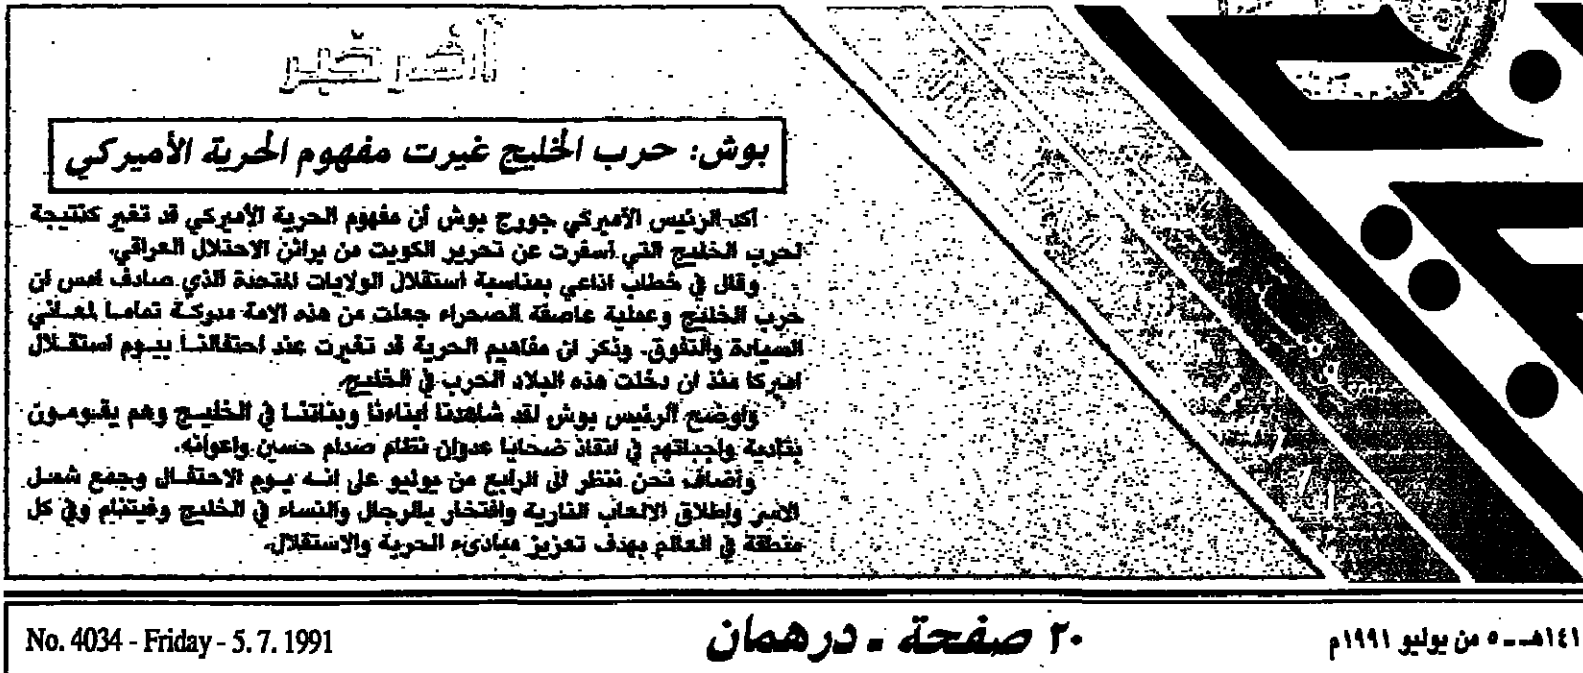 آخر خبر
بوش: حرب الخليج غيرت مفهوم الحرية الأميركي
أكد الرئيس الأميركي جورج بوش أن مفهوم الحرية الأميركي قد تغير كنتيجة
لحرب الخليج التي أسفرت عن تحرير الكويت من براثن الاحتلال العراقي.
وقال في خطاب اذاعي بمناسبة استقلال الولايات المتحدة الذي صادف امس ان
حرب الخليج وعملية عاصفة الصحراء جعلت من هذه الامة مدركة تماما لمعاني
السيادة والتفوق. وذكر ان مفاهيم الحرية قد تغيرت عند احتفالنا بيوم استقلال
اميركا منذ ان دخلت هذه البلاد الحرب في الخليج.
وأوضح الرئيس بوش لقد شاهدنا ابناءنا وبناتنا في الخليج وهم يقومون
بتأدية واجباتهم في انقاذ ضحايا عدوان نظام صدام حسين واعوانه.
وأضاف نحن ننظر الى الرابع من يوليو على انه يوم الاحتفال وجمع شمل
الاسر وإطلاق الالعاب النارية وافتخار بالرجال والنساء في الخليج وفيتنام وفي كل
منطقة في العالم بهدف تعزيز مبادىء الحرية والاستقلال.
١٤١هـ ـ ٥ من يوليو ١٩٩١م
٢٠ صفحة ـ درهمان
No. 4034 - Friday - 5. 7. 1991